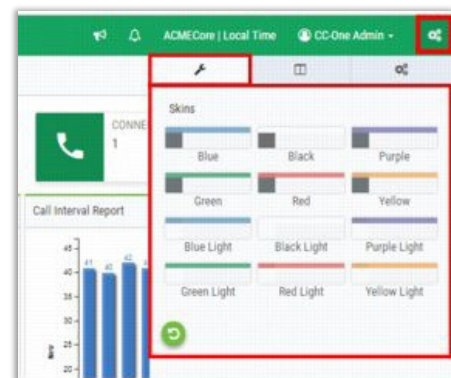 ACMECore | Local Time CC-One Admin
Skins
CONNE
1
Blue Black Purple
Green Red Yellow
Call Interval Report
Blue Light Black Light Purple Light
Green Light Red Light Yellow Light
45
41 40 42
40
35
30
25
20